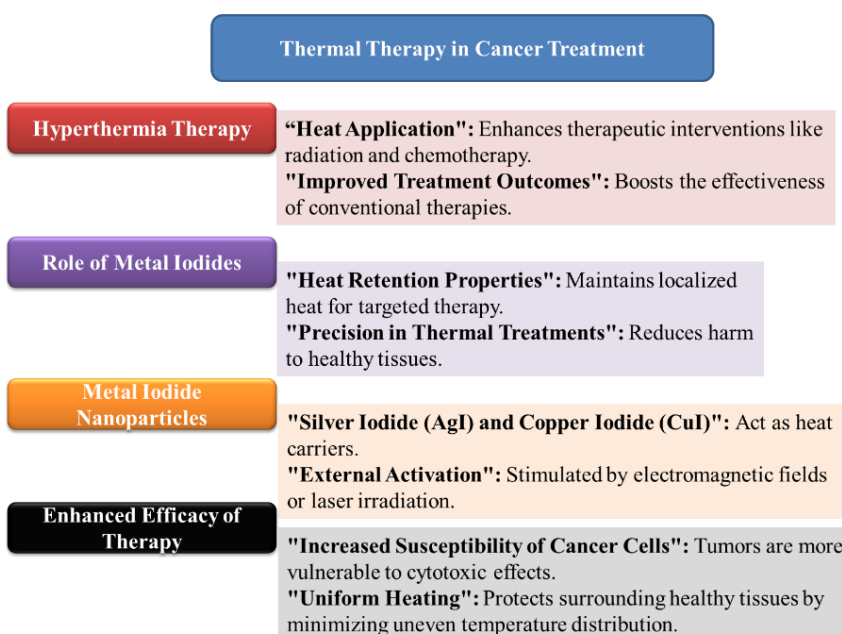 Thermal Therapy in Cancer Treatment
Hyperthermia Therapy
“Heat Application": Enhances therapeutic interventions like
radiation and chemotherapy.
"Improved Treatment Outcomes": Boosts the effectiveness
of conventional therapies.
Role of Metal Iodides
"Heat Retention Properties": Maintains localized
heat for targeted therapy.
"Precision in Thermal Treatments": Reduces harm
to healthy tissues.
Metal Iodide
Nanoparticles
"Silver Iodide (AgI) and Copper Iodide (CuI)": Act as heat
carriers.
"External Activation": Stimulated by electromagnetic fields
or laser irradiation.
Enhanced Efficacy of
Therapy
"Increased Susceptibility of Cancer Cells": Tumors are more
vulnerable to cytotoxic effects.
"Uniform Heating": Protects surrounding healthy tissues by
minimizing uneven temperature distribution.